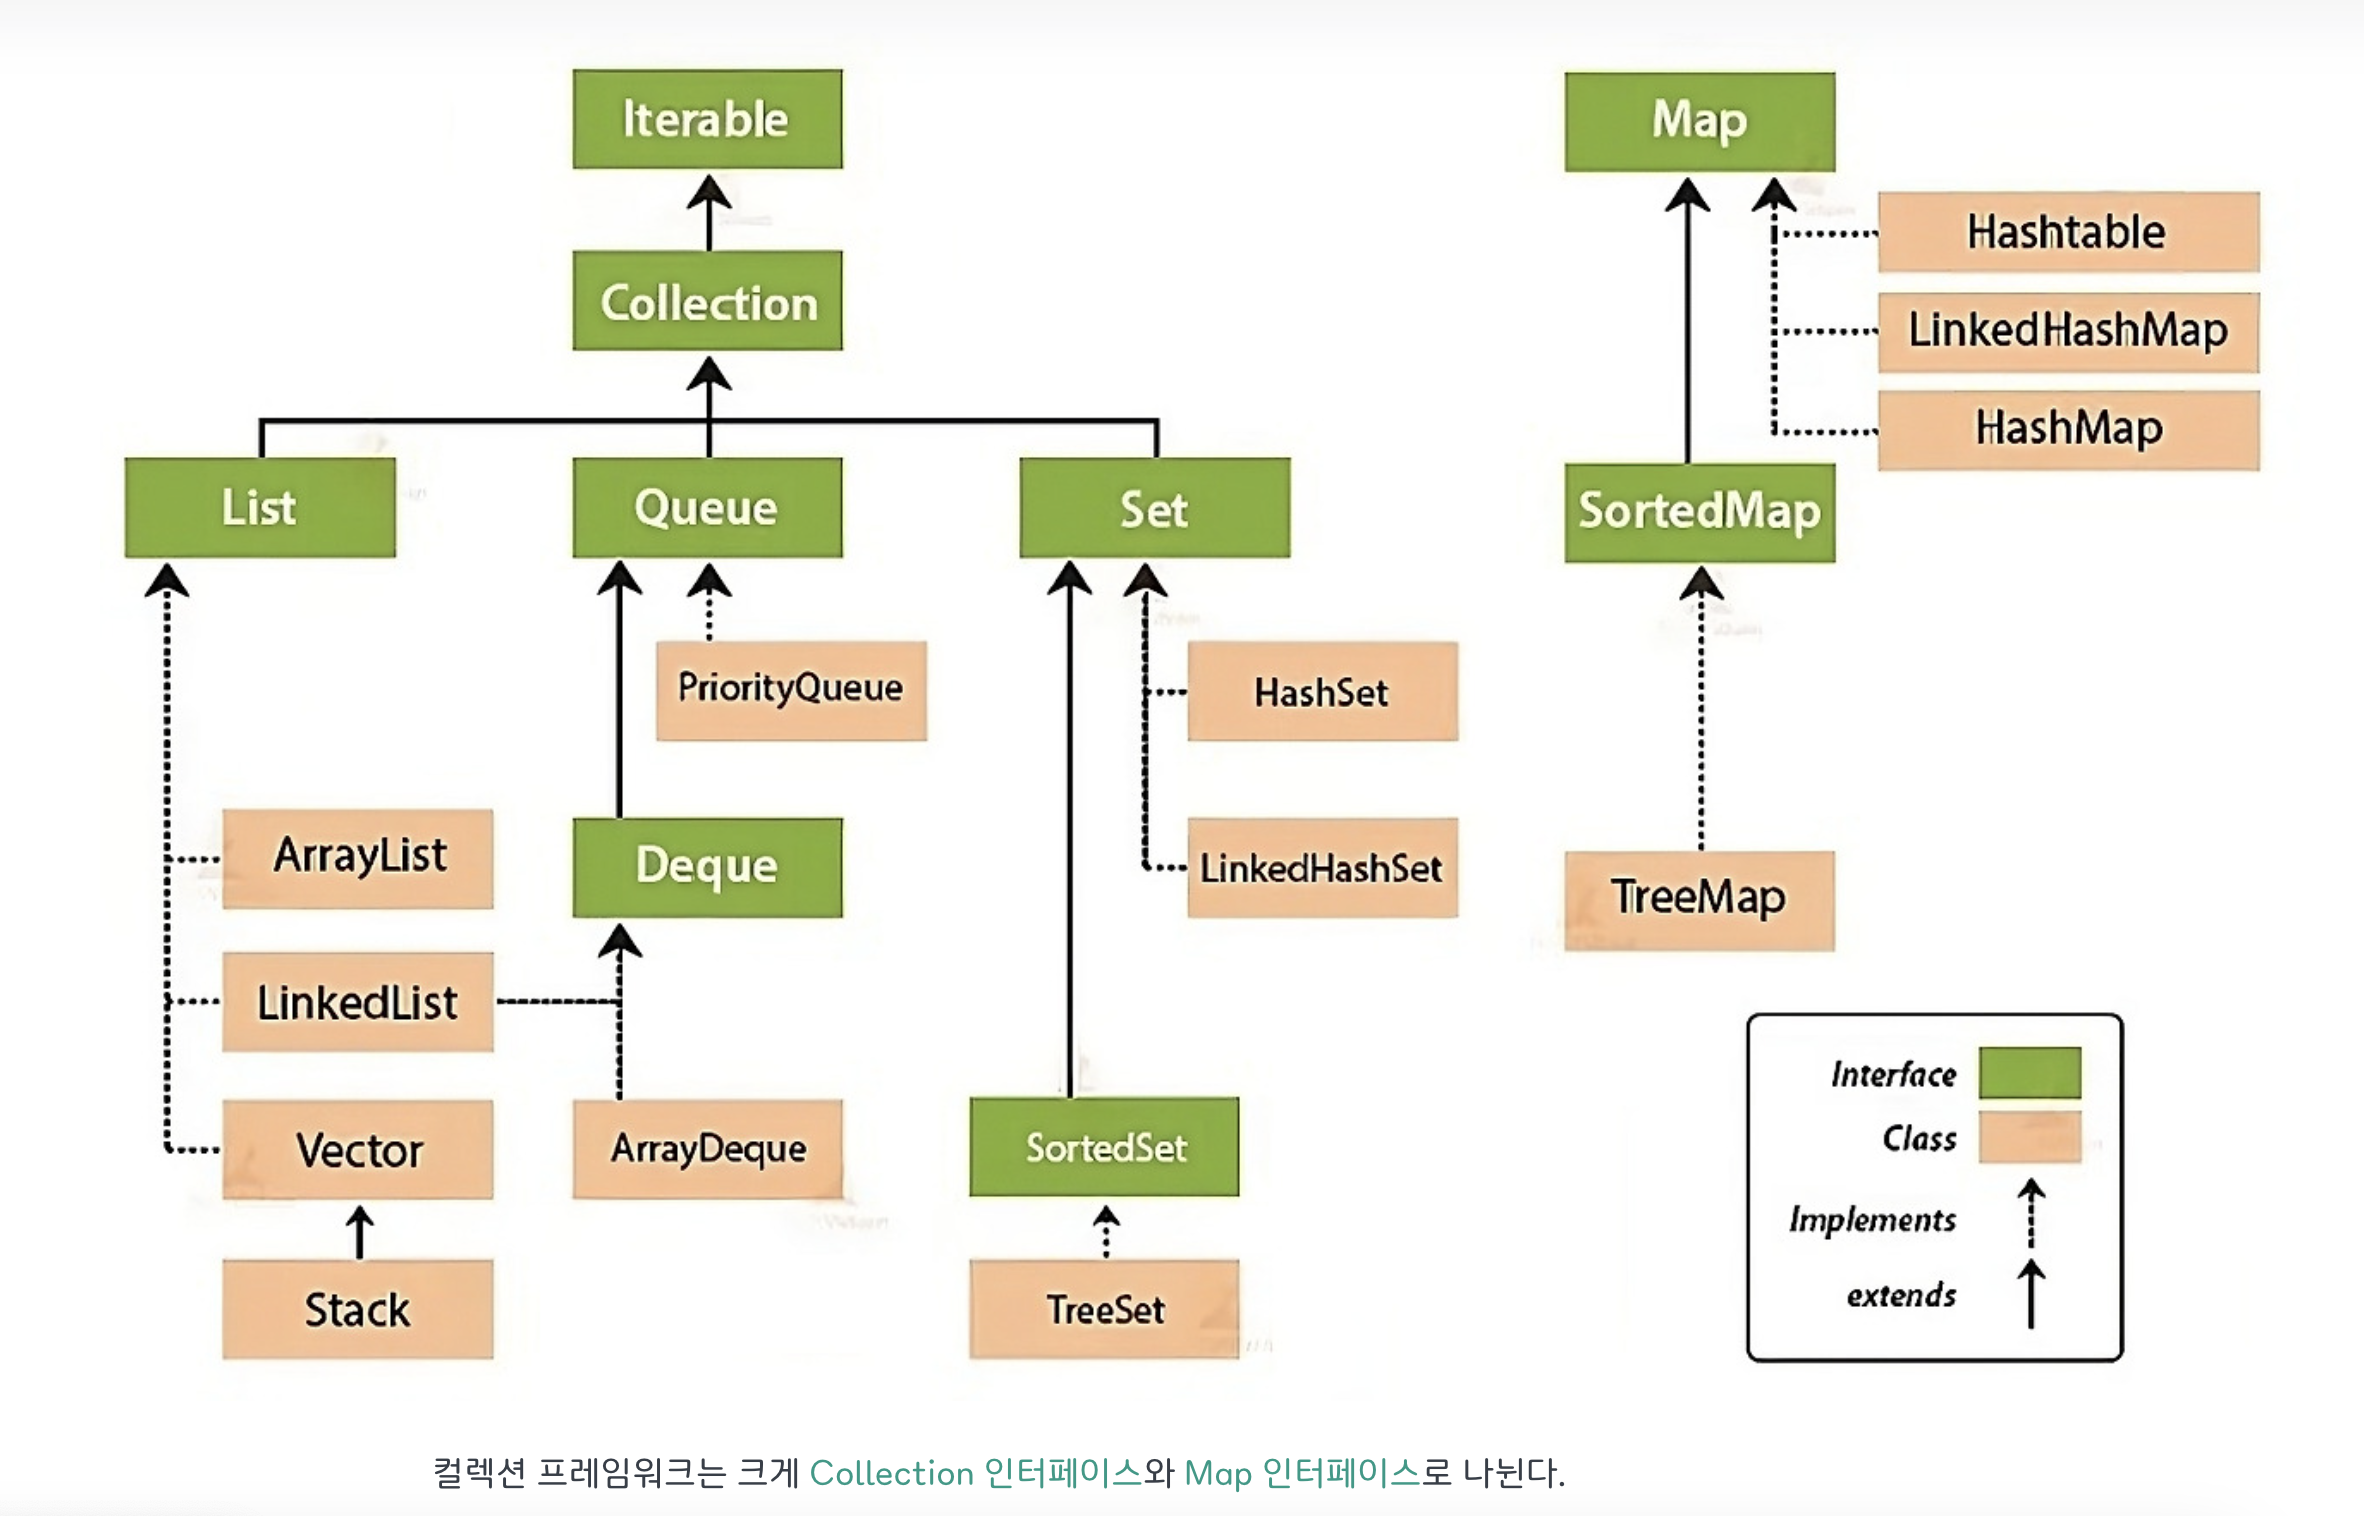 Iterable
Map
Hashtable
Collection
LinkedHashMap
HashMap
List
Queue
Set
SortedMap
PriorityQueue
HashSet
ArrayList
Deque
LinkedHashSet
TreeMap
LinkedList
Vector
ArrayDeque
SortedSet
Stack
TreeSet
Interface
Class
Implements
extends
컬렉션 프레임워크는 크게 Collection 인터페이스와 Map 인터페이스로 나뉜다.